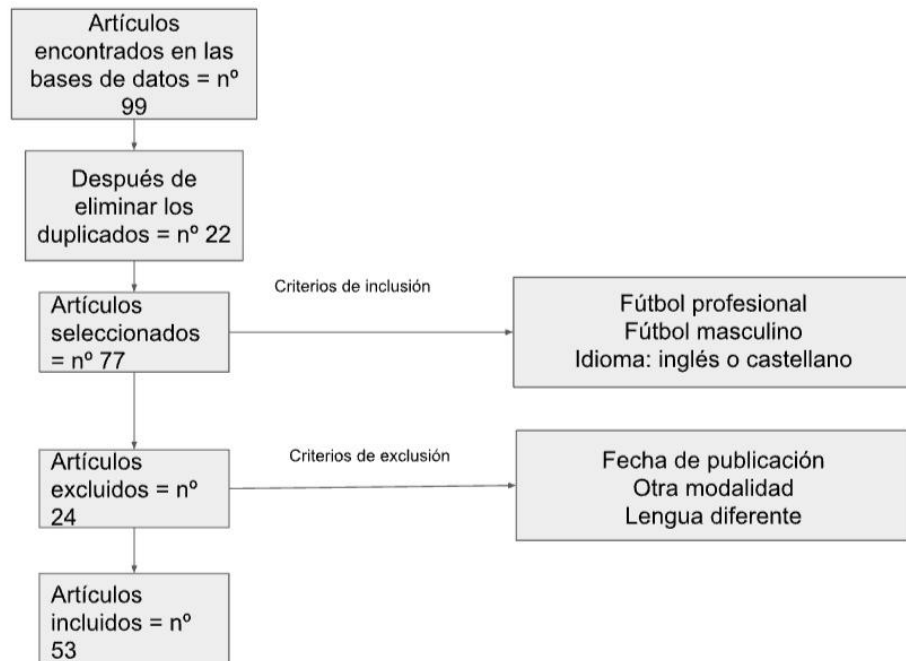 Artículos
encontrados en las
bases de datos = nº
99
Después de
eliminar los
duplicados = nº 22
Artículos
seleccionados
= nº 77
Criterios de inclusión
Fútbol profesional
Fútbol masculino
Idioma: inglés o castellano
Artículos
excluidos = nº
24
Criterios de exclusión
Fecha de publicación
Otra modalidad
Lengua diferente
Artículos
incluidos = nº
53